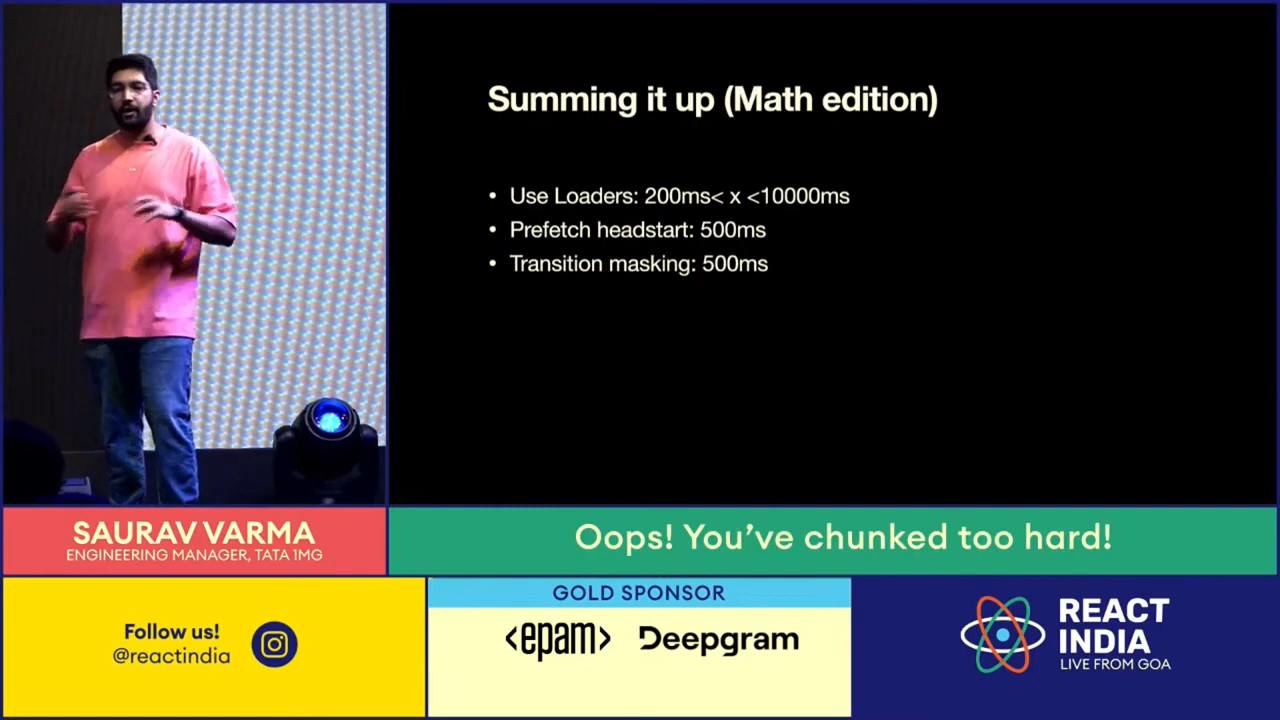 Summing it up (Math edition)
• Use Loaders: 200ms< x <10000ms
• Prefetch headstart: 500ms
• Transition masking: 500ms
SAURAV VARMA
ENGINEERING MANAGER, TATA 1MG
Oops! You've chunked too hard!
Follow us!
@reactindia
GOLD SPONSOR
<epam>
Deepgram
REACT
INDIA
LIVE FROM GOA